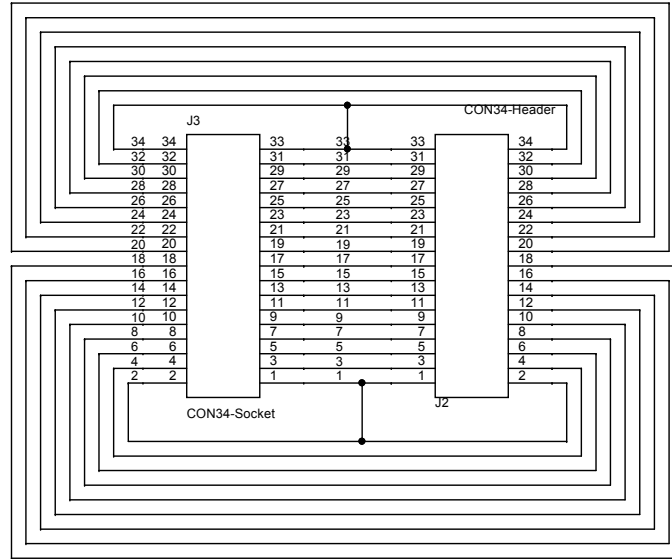 CON34-Header
J3
34 34 33 33 33 34
32 32 31 31 31 32
30 30 29 29 29 30
28 28 27 27 27 28
26 26 25 25 25 26
24 24 23 23 23 24
22 22 21 21 21 22
20 20 19 19 19 20
18 18 17 17 17 18
16 16 15 15 15 16
14 14 13 13 13 14
12 12 11 11 11 12
10 10 9 9 9 10
8 8 7 7 7 8
6 6 5 5 5 6
4 4 3 3 3 4
2 2 1 1 1 2
J2
CON34-Socket